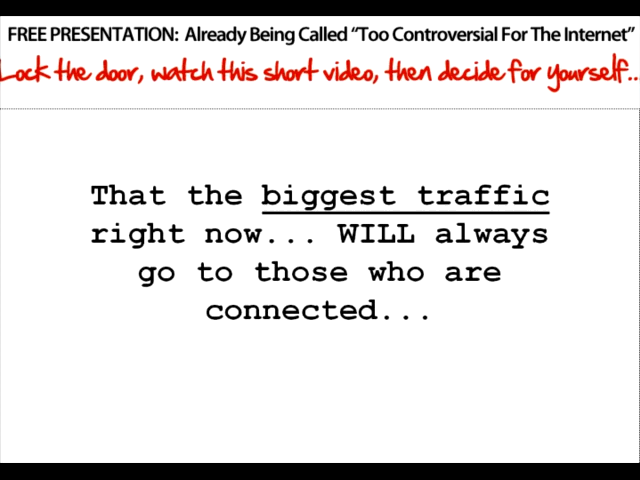 FREE PRESENTATION: Already Being Called “Too Controversial For The Internet”
Lock the door, watch this short video, then decide for yourself...
That the biggest traffic
right now... WILL always
go to those who are
connected...